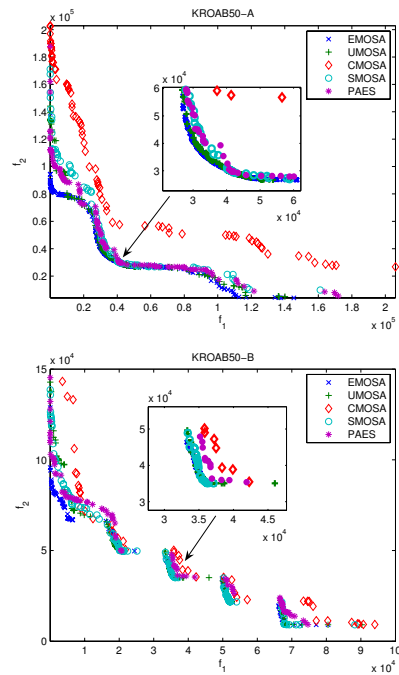 KROAB50-A
x 10^5
f_2
2
1.8
1.6
1.4
1.2
1
0.8
0.6
0.4
0.2
EMOSA
UMOSA
CMOSA
SMOSA
PAES
x 10^4
6
5
4
3
3 4 5 6
x 10^4
0.2 0.4 0.6 0.8 1 1.2 1.4 1.6 1.8 2
x 10^5
f_1
KROAB50-B
x 10^4
f_2
15
10
5
0
EMOSA
UMOSA
CMOSA
SMOSA
PAES
x 10^4
5
4
3
3 3.5 4 4.5
x 10^4
0 1 2 3 4 5 6 7 8 9 10
x 10^4
f_1